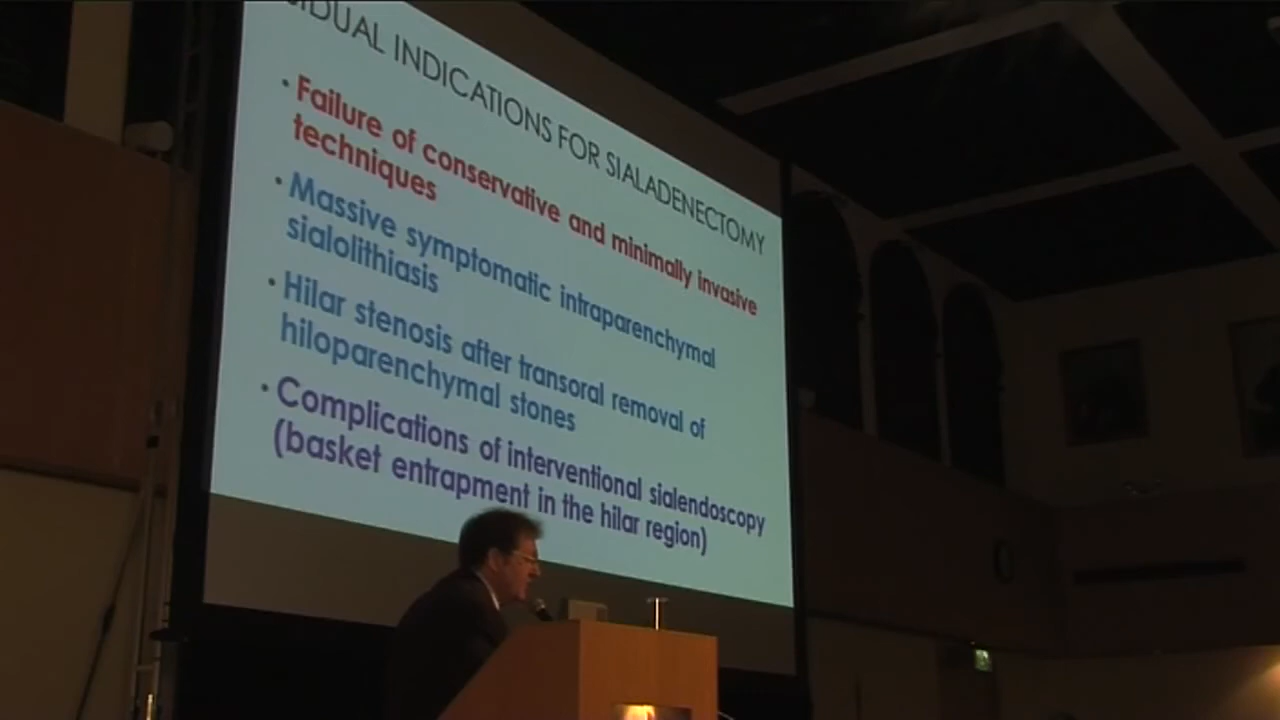 IDUAL INDICATIONS FOR SIALADENECTOMY
• Failure of conservative and minimally invasive
techniques
• Massive symptomatic intraparenchymal
sialolithiasis
• Hilar stenosis after transoral removal of
hiloparenchymal stones
• Complications of interventional sialendoscopy
(basket entrapment in the hilar region)